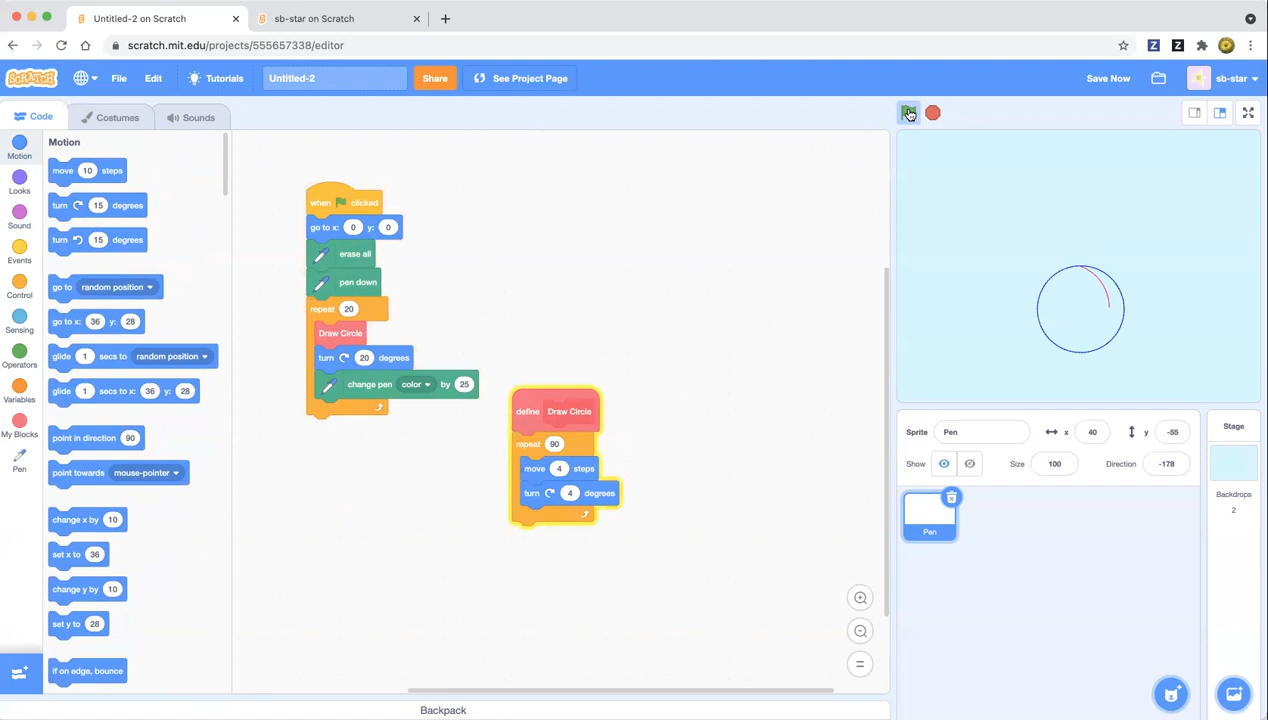 Untitled-2 on Scratch
sb-star on Scratch
scratch.mit.edu/projects/555657338/editor
SCRATCH
File
Edit
Tutorials
Untitled-2
Share
See Project Page
Save Now
sb-star
Code
Costumes
Sounds
Motion
Looks
Sound
Events
Control
Sensing
Operators
Variables
My Blocks
Pen
Motion
move 10 steps
turn 15 degrees
turn 15 degrees
go to random position
go to x: 36 y: 28
glide 1 secs to random position
glide 1 secs to x: 36 y: 28
point in direction 90
point towards mouse-pointer
change x by 10
set x to 36
change y by 10
set y to 28
if on edge, bounce
when clicked
go to x: 0 y: 0
erase all
pen down
repeat 20
Draw Circle
turn 20 degrees
change pen color by 25
define Draw Circle
repeat 90
move 4 steps
turn 4 degrees
Backpack
Sprite Pen x 40 y -55
Show Size 100 Direction -178
Pen
Stage
Backdrops
2